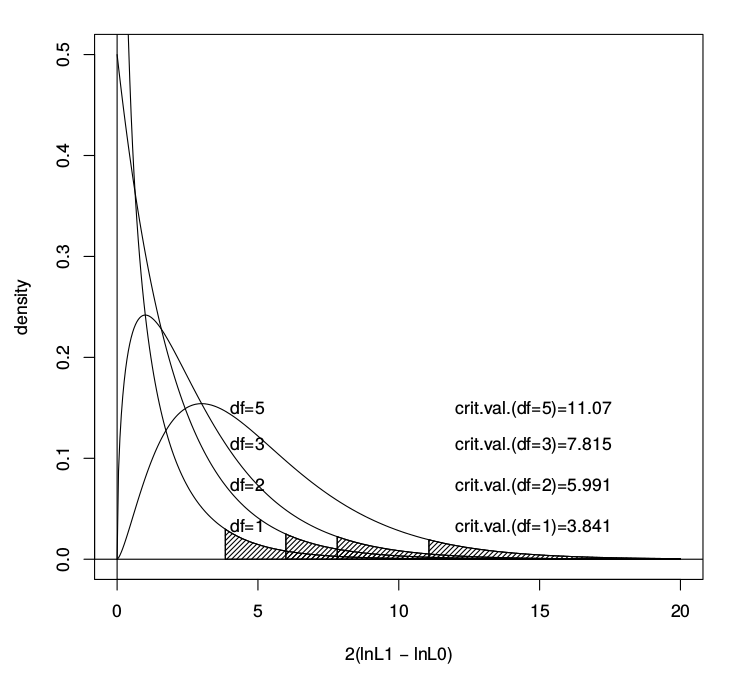 0.5
0.4
0.3
0.2
0.1
0.0
density
df=5 crit.val.(df=5)=11.07
df=3 crit.val.(df=3)=7.815
df=2 crit.val.(df=2)=5.991
df=1 crit.val.(df=1)=3.841
0 5 10 15 20
2(lnL1 − lnL0)